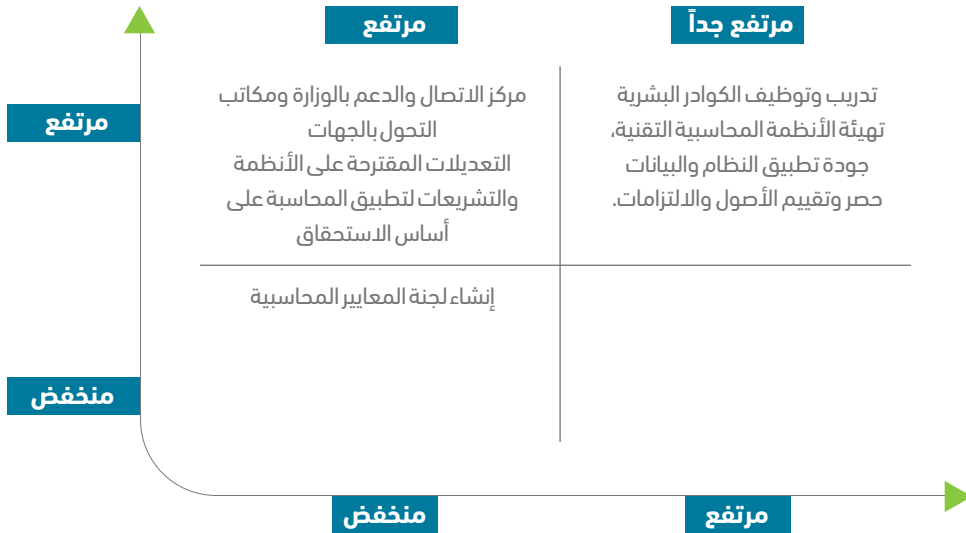 مرتفع جداً
مرتفع
مرتفع
تدريب وتوظيف الكوادر البشرية
تهيئة الأنظمة المحاسبية التقنية،
جودة تطبيق النظام والبيانات
حصر وتقييم الأصول والالتزامات.
مركز الاتصال والدعم بالوزارة ومكاتب
التحول بالجهات
التعديلات المقترحة على الأنظمة
والتشريعات لتطبيق المحاسبة على
أساس الاستحقاق
إنشاء لجنة المعايير المحاسبية
منخفض
مرتفع
منخفض